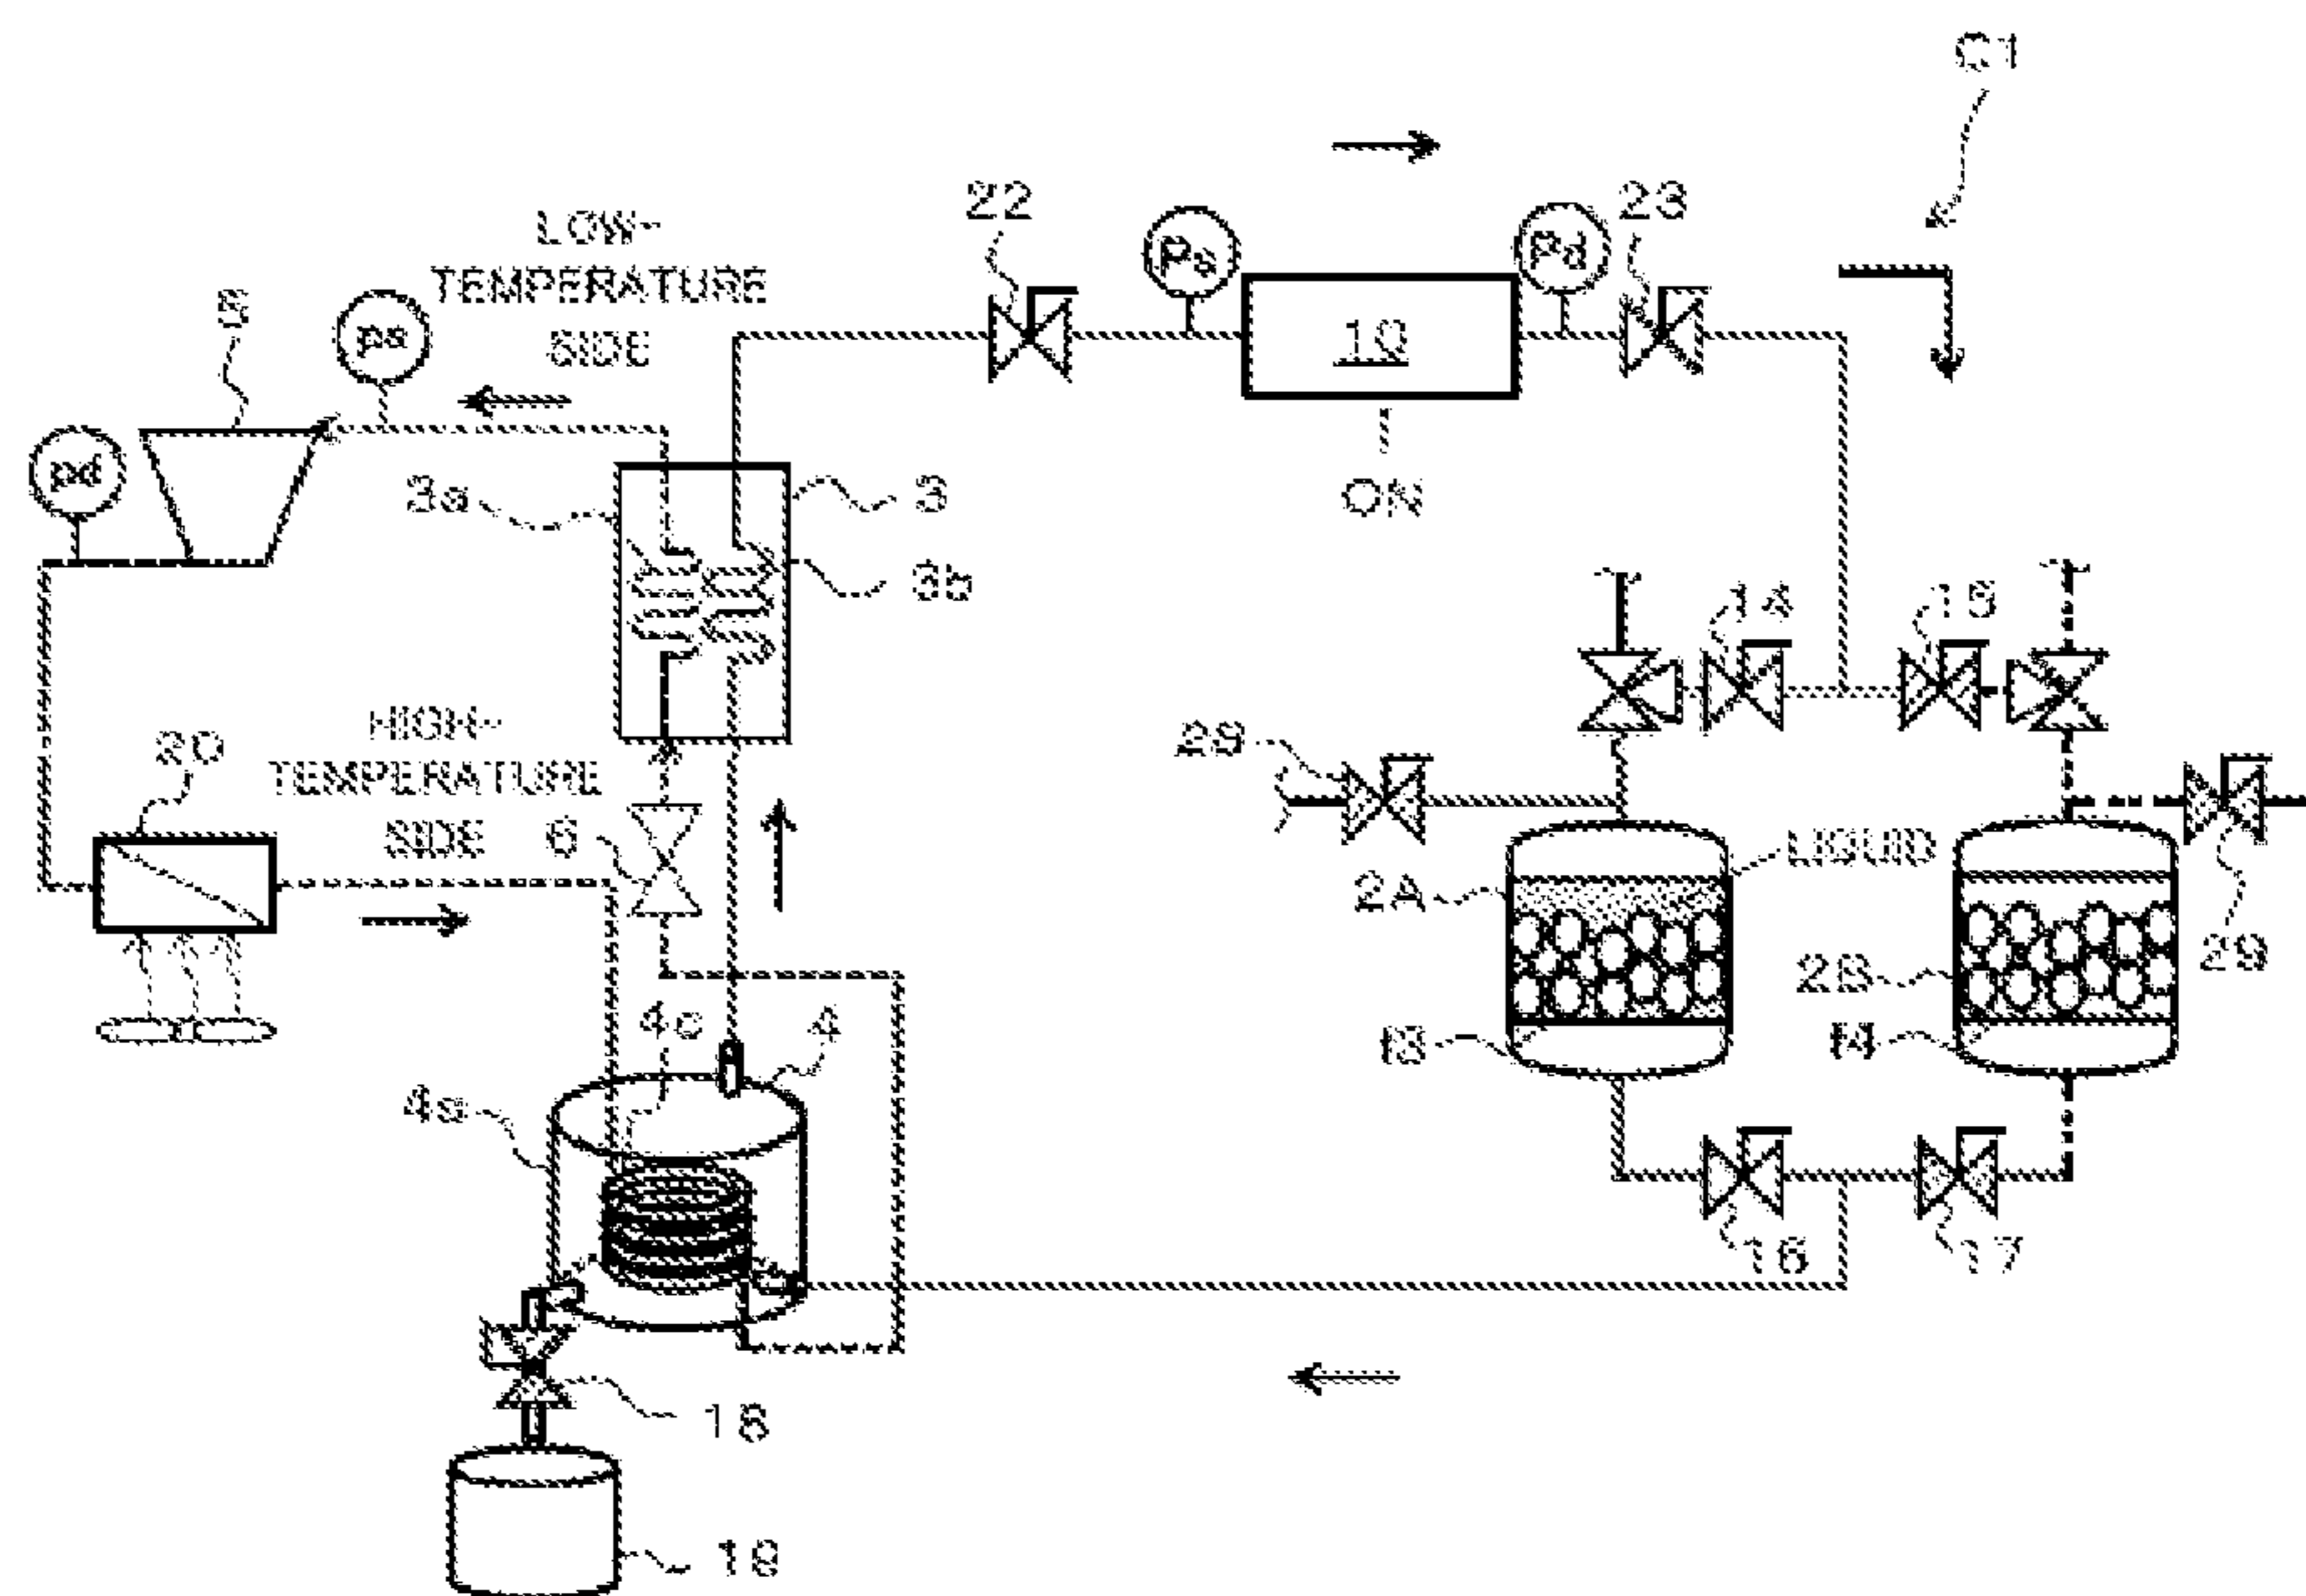 C1
22
23
LOW-
TEMPERATURE
SIDE
Ps
Pd
5
ps
10
pd
3a
3
ON
3b
14
15
HIGH-
TEMPERATURE
SIDE
20
29
6
LIQUID
2A
29
2B
4c
4
4a
16
17
18